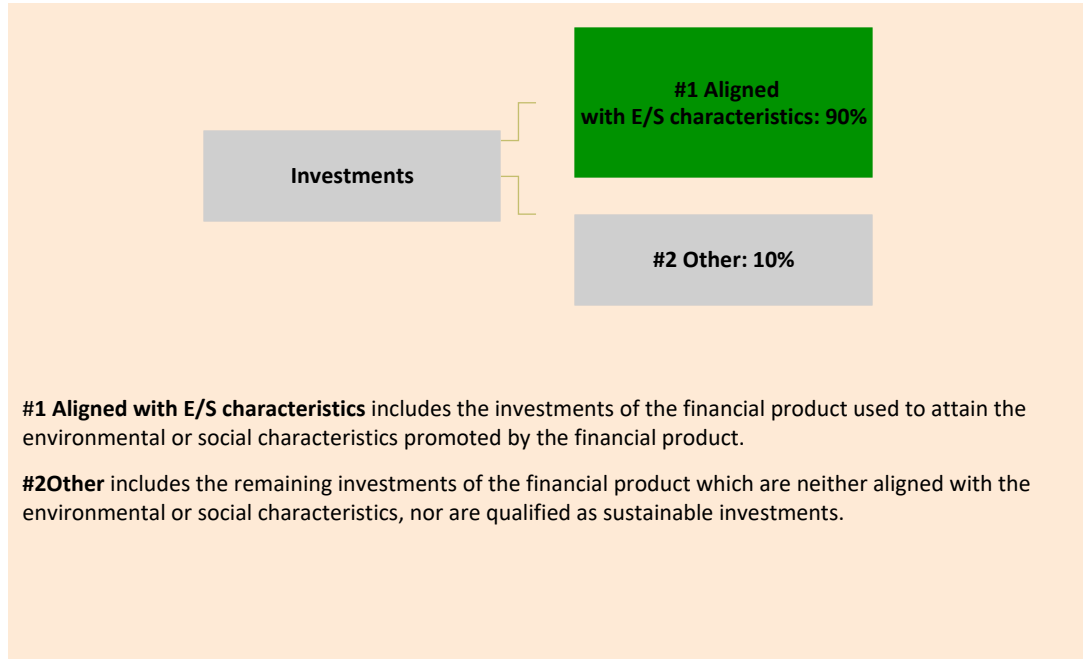 #1 Aligned
with E/S characteristics: 90%
Investments
#2 Other: 10%
#1 Aligned with E/S characteristics includes the investments of the financial product used to attain the
environmental or social characteristics promoted by the financial product.
#2Other includes the remaining investments of the financial product which are neither aligned with the
environmental or social characteristics, nor are qualified as sustainable investments.